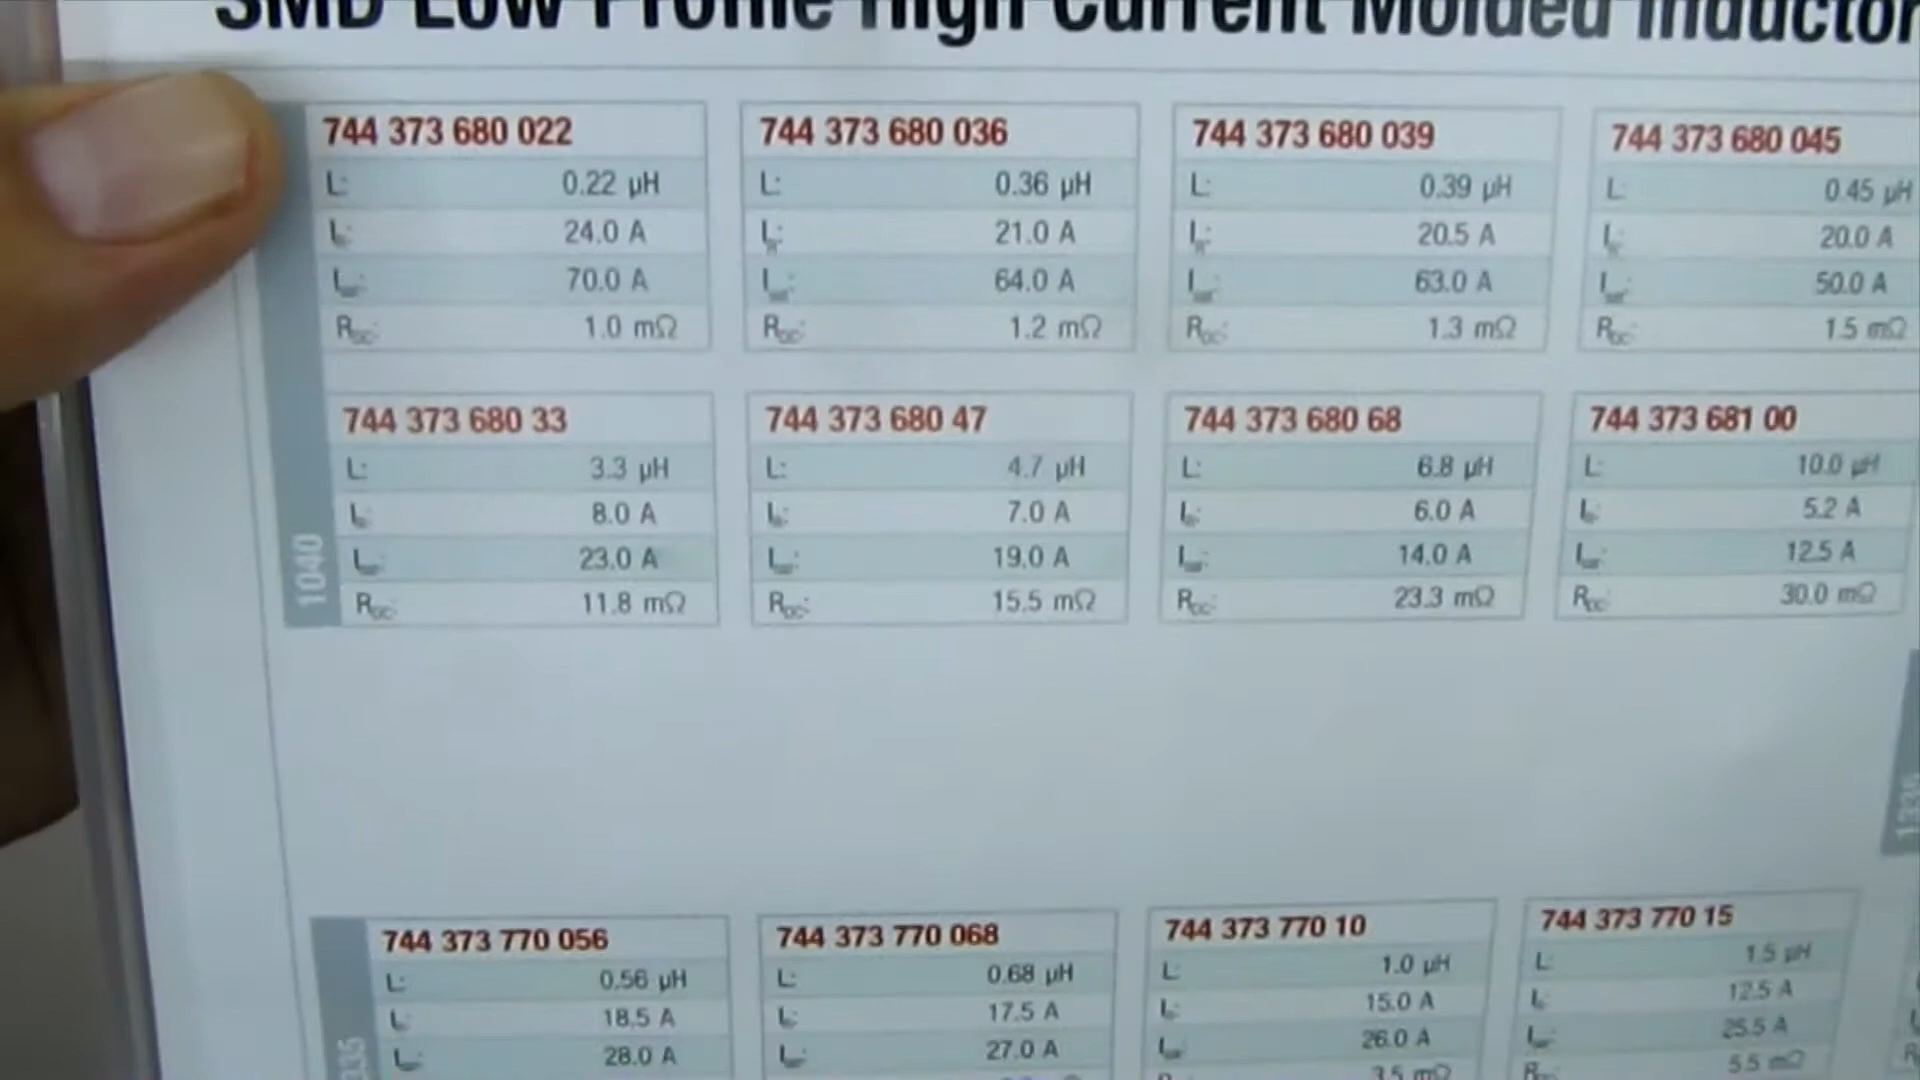 SMD Low Profile High Current Molded Inductor
744 373 680 022
L: 0.22 µH
I: 24.0 A
I: 70.0 A
RDC: 1.0 mΩ
744 373 680 036
L: 0.36 µH
IR: 21.0 A
I: 64.0 A
RDC: 1.2 mΩ
744 373 680 039
L: 0.39 µH
IR: 20.5 A
I: 63.0 A
RDC: 1.3 mΩ
744 373 680 045
L: 0.45 µH
I: 20.0 A
I: 50.0 A
RDC: 1.5 mΩ
1040
744 373 680 33
L: 3.3 µH
I: 8.0 A
I: 23.0 A
RDC: 11.8 mΩ
744 373 680 47
L: 4.7 µH
I: 7.0 A
I: 19.0 A
RDC: 15.5 mΩ
744 373 680 68
L: 6.8 µH
I: 6.0 A
I: 14.0 A
RDC: 23.3 mΩ
744 373 681 00
L: 10.0 µH
I: 5.2 A
I: 12.5 A
RDC: 30.0 mΩ
744 373 770 056
L: 0.56 µH
I: 18.5 A
I: 28.0 A
744 373 770 068
L: 0.68 µH
I: 17.5 A
I: 27.0 A
744 373 770 10
L: 1.0 µH
I: 15.0 A
I: 26.0 A
3.5 mΩ
744 373 770 15
L: 1.5 µH
I: 12.5 A
I: 25.5 A
5.5 mΩ